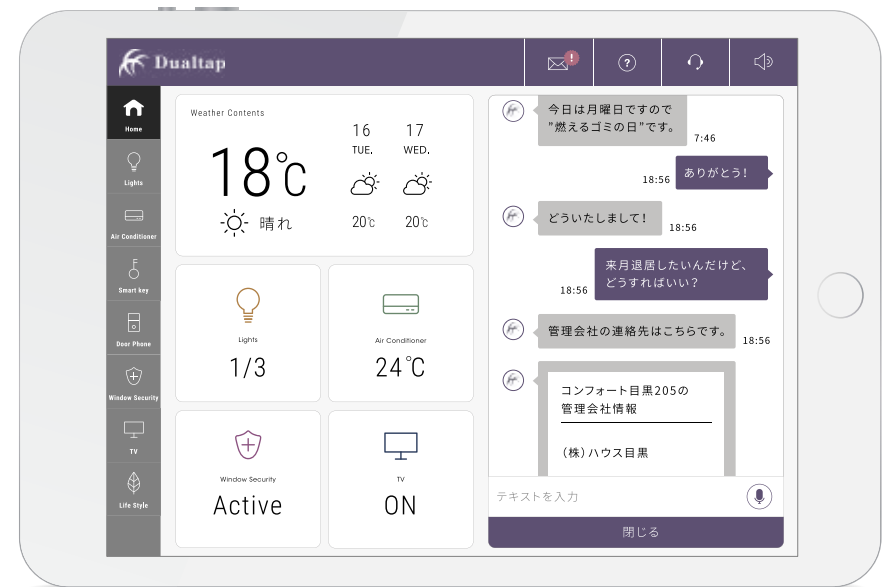 Dualtap
!
?
Home
Lights
Air Conditioner
Smart key
Door Phone
Window Security
TV
Life Style
Weather Contents
18℃
晴れ
16
TUE.
20℃
17
WED.
20℃
Lights
1/3
Air Conditioner
24℃
Window Security
Active
TV
ON
今日は月曜日ですので
”燃えるゴミの日”です。
7:46
ありがとう!
18:56
どういたしまして!
18:56
来月退居したいんだけど、
どうすればいい？
18:56
管理会社の連絡先はこちらです。
18:56
コンフォート目黒205の
管理会社情報
（株）ハウス目黒
テキストを入力
閉じる